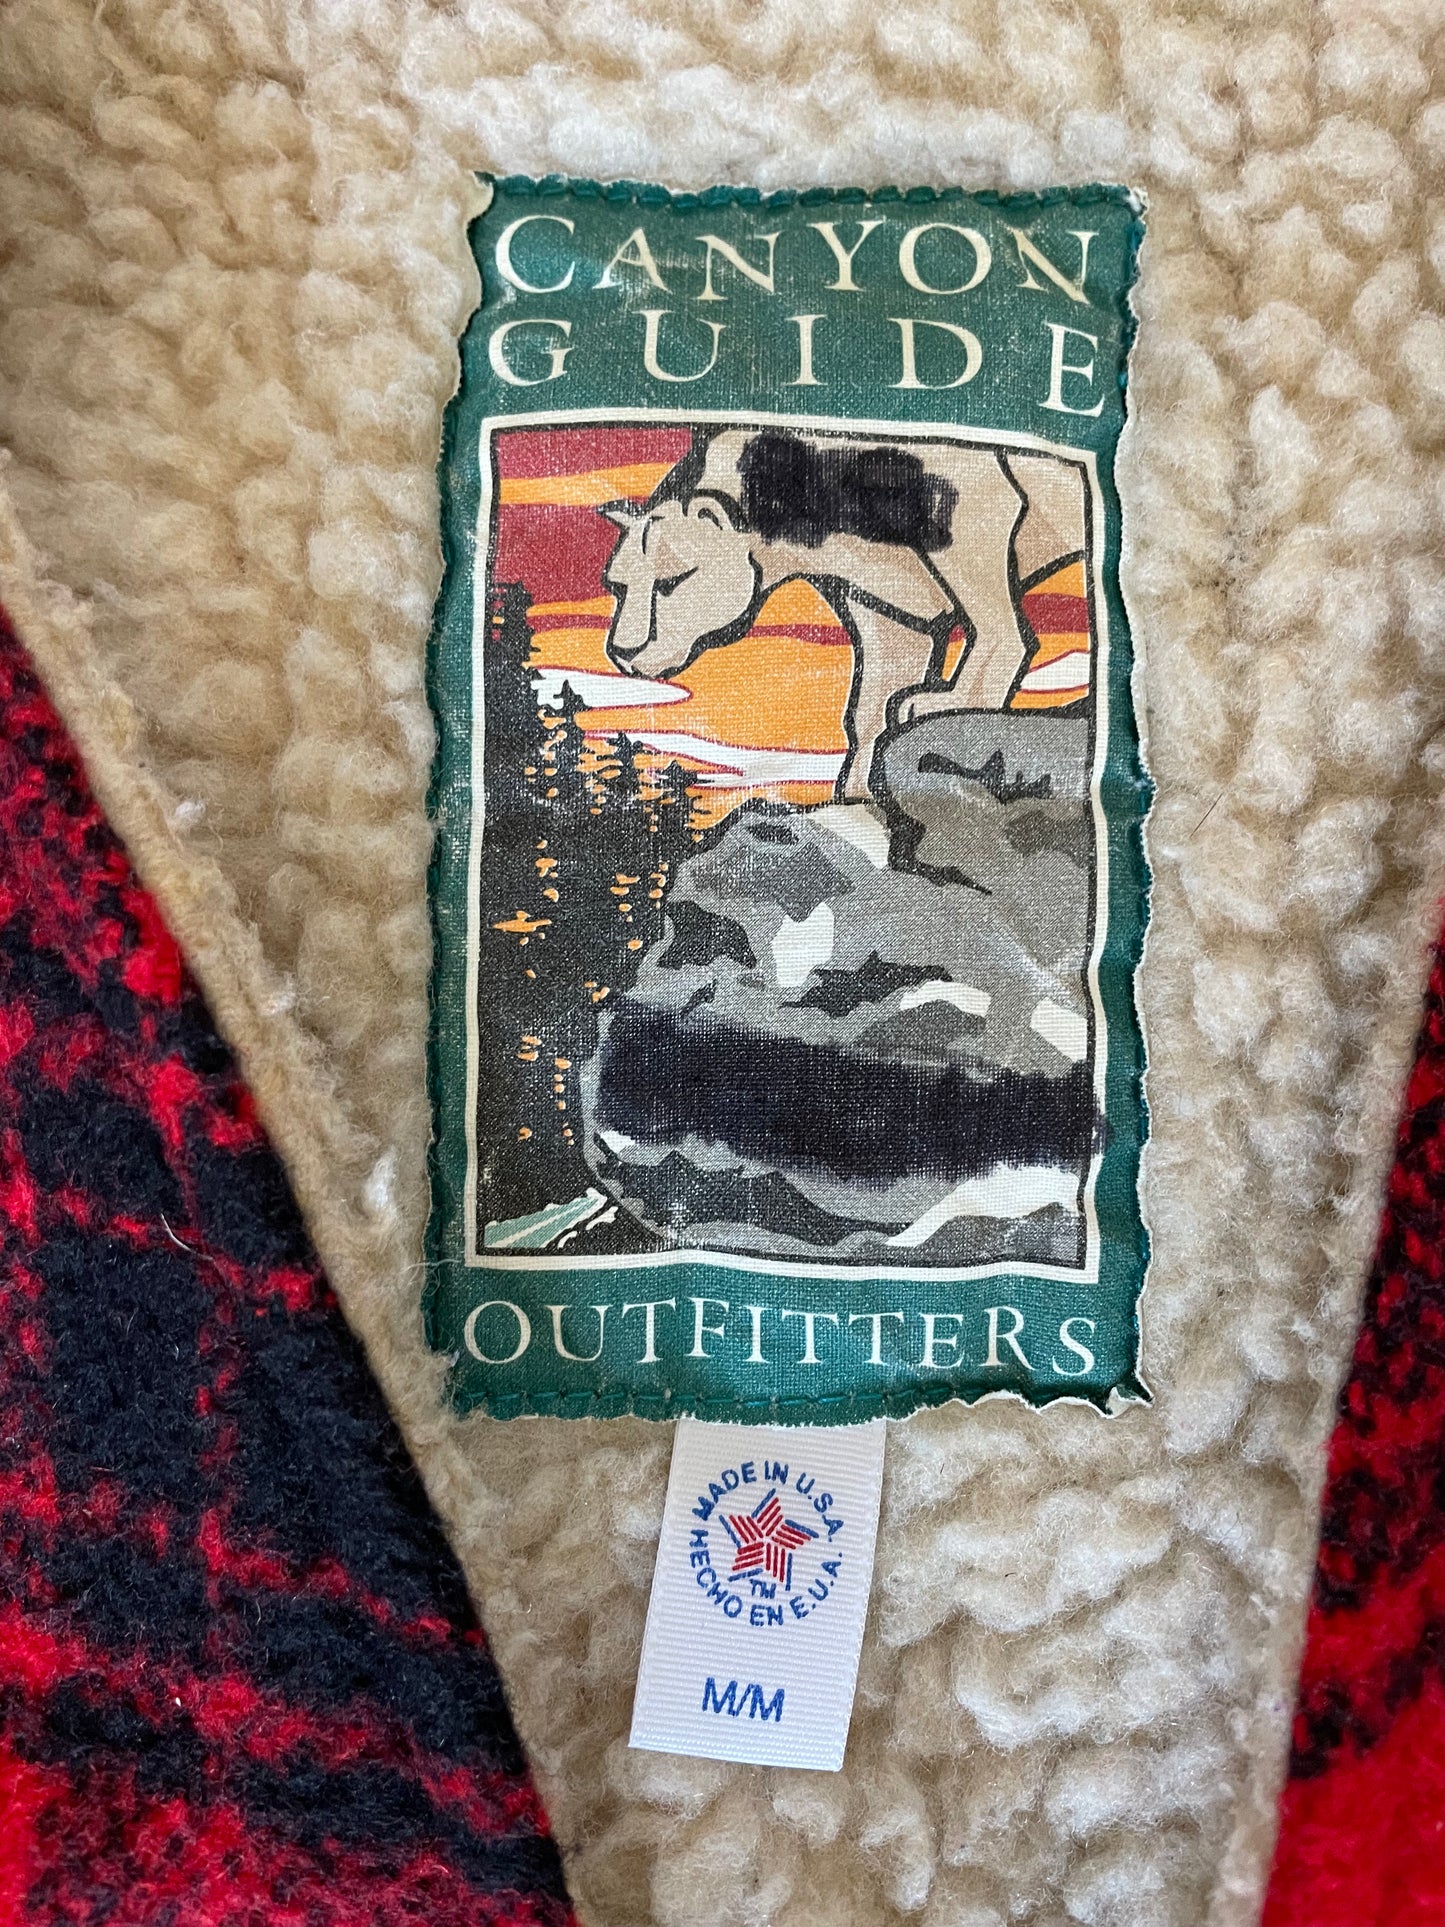 CANYON
GUIDE
OUTFITTERS
MADE IN U.S.A.
TM
HECHO EN E.U.A.
M/M